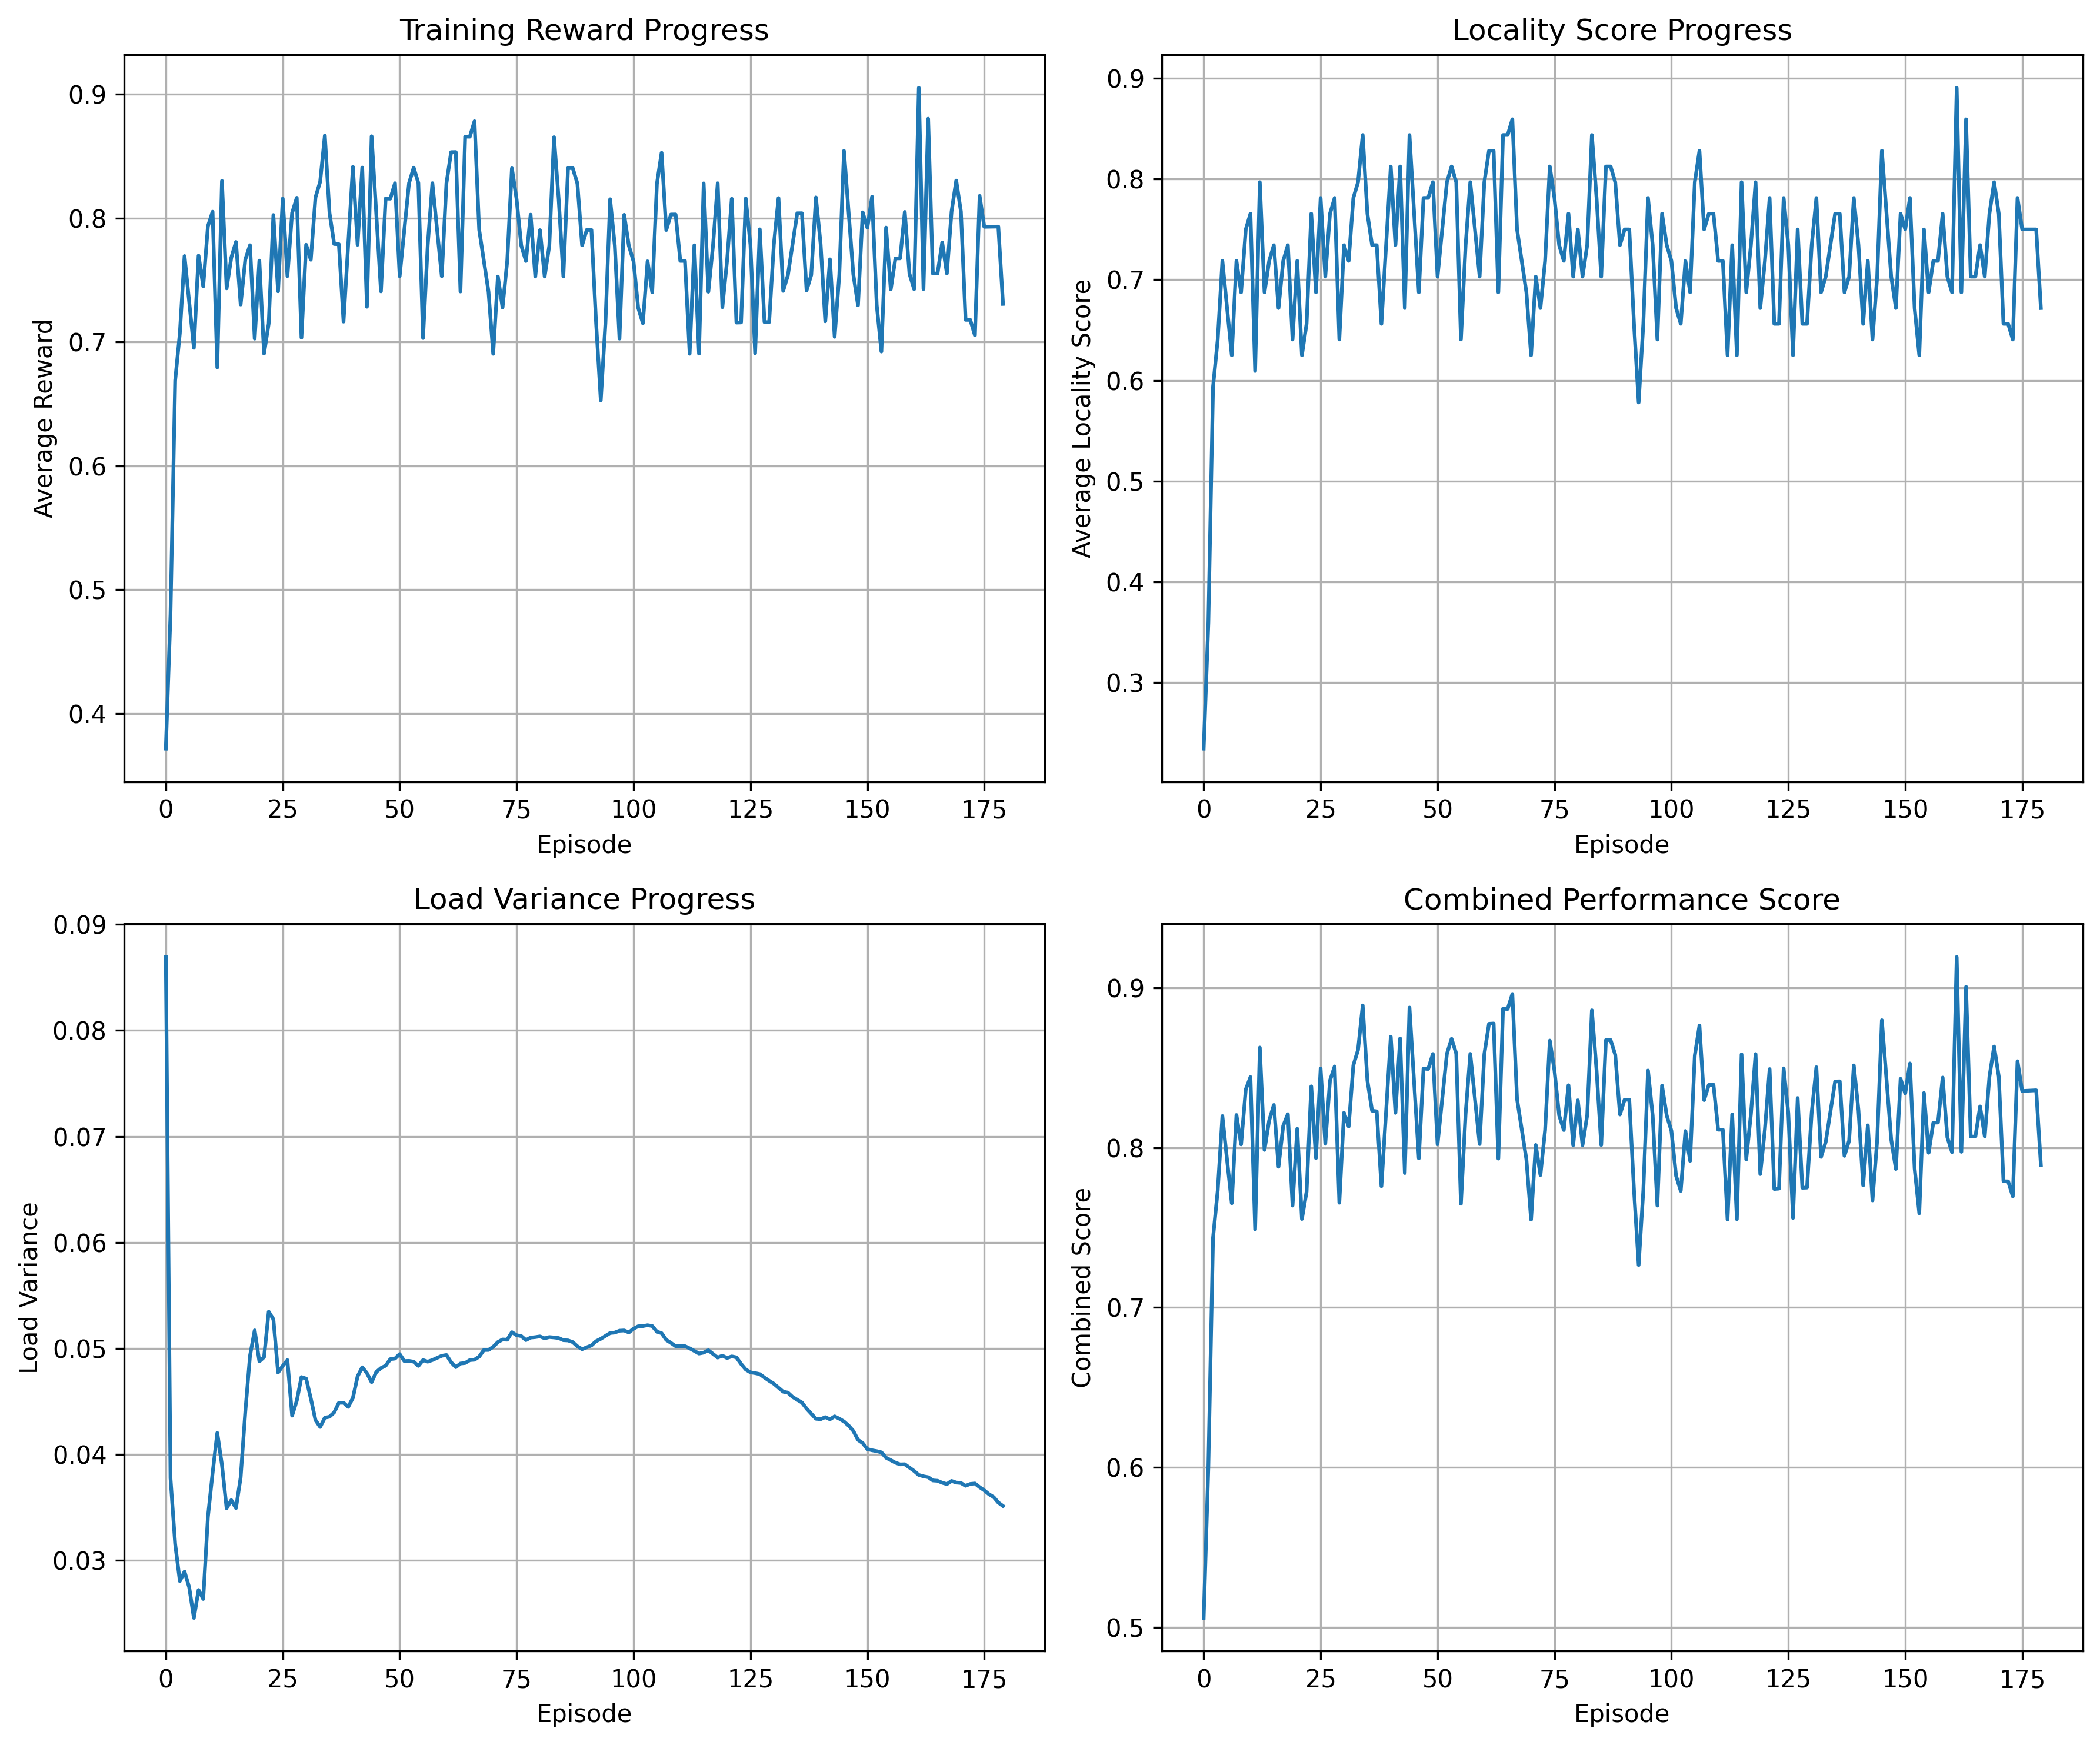 Training Reward Progress
Average Reward
0.9
0.8
0.7
0.6
0.5
0.4
0 25 50 75 100 125 150 175
Episode
Locality Score Progress
Average Locality Score
0.9
0.8
0.7
0.6
0.5
0.4
0.3
0 25 50 75 100 125 150 175
Episode
Load Variance Progress
Load Variance
0.09
0.08
0.07
0.06
0.05
0.04
0.03
0 25 50 75 100 125 150 175
Episode
Combined Performance Score
Combined Score
0.9
0.8
0.7
0.6
0.5
0 25 50 75 100 125 150 175
Episode